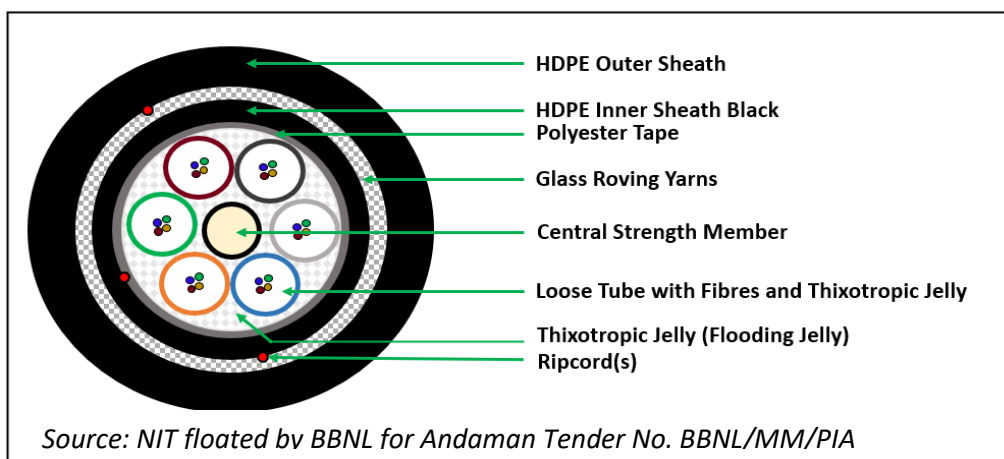 HDPE Outer Sheath
HDPE Inner Sheath Black
Polyester Tape
Glass Roving Yarns
Central Strength Member
Loose Tube with Fibres and Thixotropic Jelly
Thixotropic Jelly (Flooding Jelly)
Ripcord(s)
Source: NIT floated by BBNL for Andaman Tender No. BBNL/MM/PIA